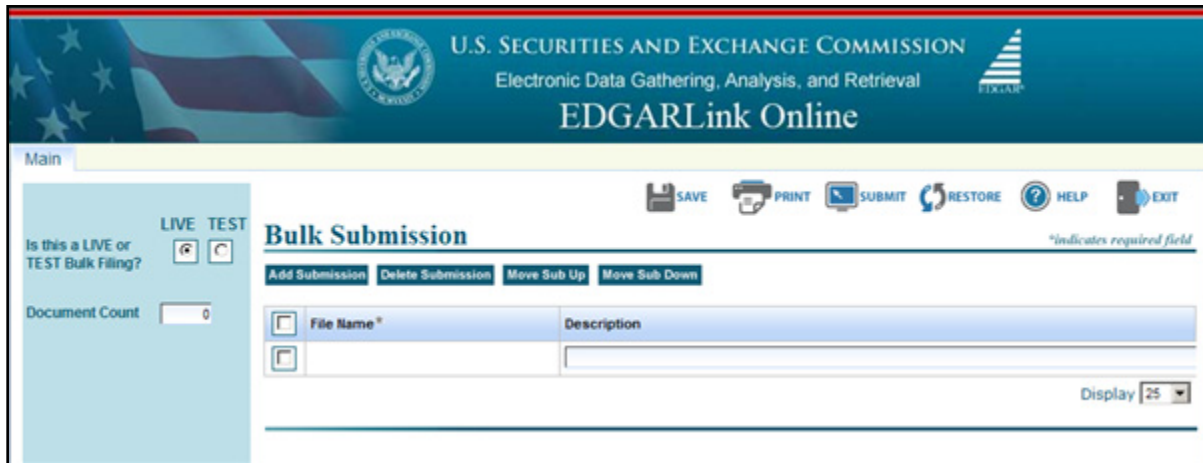 U.S. SECURITIES AND EXCHANGE COMMISSION
Electronic Data Gathering, Analysis, and Retrieval
EDGAR®
EDGARLink Online
Main
SAVE PRINT SUBMIT RESTORE ? HELP EXIT
LIVE TEST
Is this a LIVE or
TEST Bulk Filing?
Document Count 0
Bulk Submission
*indicates required field
Add Submission Delete Submission Move Sub Up Move Sub Down
File Name* Description
Display 25